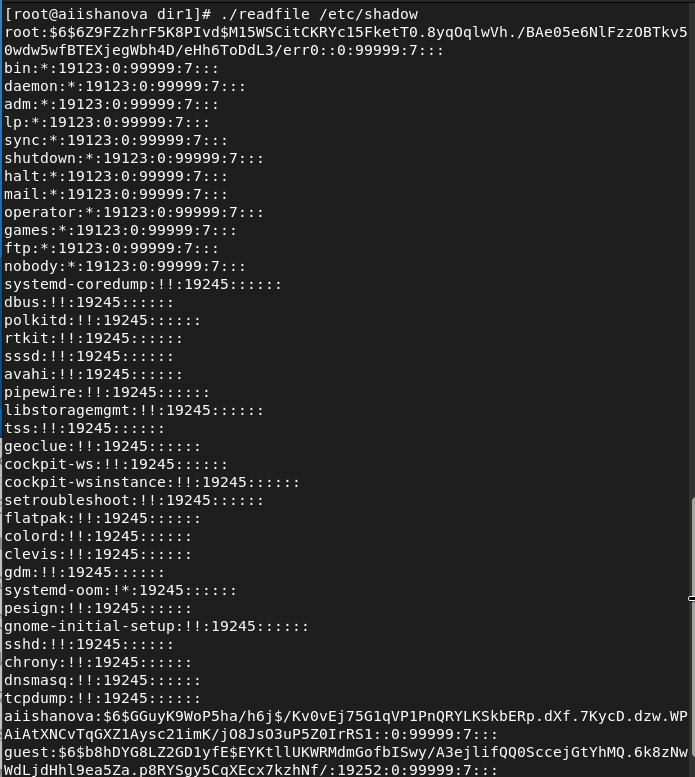 [root@aiishanova dir1]# ./readfile /etc/shadow
root:$6$6Z9FZzhrF5K8PIvd$M15WSCitCKRYc15FketT0.8yqOqlwVh./BAe05e6NlFzzOBTkv5
0wdw5wfBTEXjegWbh4D/eHh6ToDdL3/err0::0:99999:7:::
bin:*:19123:0:99999:7:::
daemon:*:19123:0:99999:7:::
adm:*:19123:0:99999:7:::
lp:*:19123:0:99999:7:::
sync:*:19123:0:99999:7:::
shutdown:*:19123:0:99999:7:::
halt:*:19123:0:99999:7:::
mail:*:19123:0:99999:7:::
operator:*:19123:0:99999:7:::
games:*:19123:0:99999:7:::
ftp:*:19123:0:99999:7:::
nobody:*:19123:0:99999:7:::
systemd-coredump:!!:19245::::::
dbus:!!:19245::::::
polkitd:!!:19245::::::
rtkit:!!:19245::::::
sssd:!!:19245::::::
avahi:!!:19245::::::
pipewire:!!:19245::::::
libstoragemgmt:!!:19245::::::
tss:!!:19245::::::
geoclue:!!:19245::::::
cockpit-ws:!!:19245::::::
cockpit-wsinstance:!!:19245::::::
setroubleshoot:!!:19245::::::
flatpak:!!:19245::::::
colord:!!:19245::::::
clevis:!!:19245::::::
gdm:!!:19245::::::
systemd-oom:!*:19245::::::
pesign:!!:19245::::::
gnome-initial-setup:!!:19245::::::
sshd:!!:19245::::::
chrony:!!:19245::::::
dnsmasq:!!:19245::::::
tcpdump:!!:19245::::::
aiishanova:$6$GGuyK9WoP5ha/h6j$/Kv0vEj75G1qVP1PnQRYLKSkbERp.dXf.7KycD.dzw.WP
AiAtXNCvTqGXZ1Aysc21imK/jO8JsO3uP5Z0IrRS1::0:99999:7:::
guest:$6$b8hDYG8LZ2GD1yfE$EYKtllUKWRMdmGofbISwy/A3ejlifQQ0SccejGtYhMQ.6k8zNw
WdLjdHhl9ea5Za.p8RYSgy5CqXEcx7kzhNf/:19252:0:99999:7:::